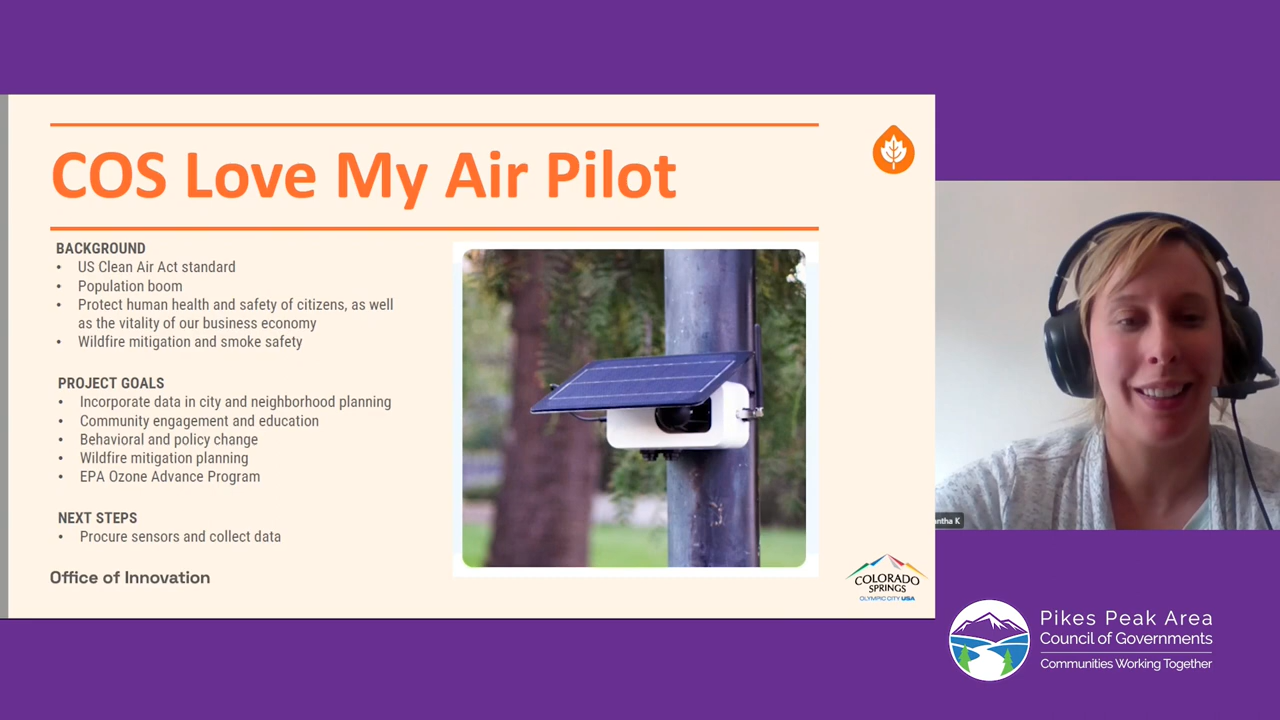 COS Love My Air Pilot
BACKGROUND
• US Clean Air Act standard
• Population boom
• Protect human health and safety of citizens, as well
as the vitality of our business economy
• Wildfire mitigation and smoke safety
PROJECT GOALS
• Incorporate data in city and neighborhood planning
• Community engagement and education
• Behavioral and policy change
• Wildfire mitigation planning
• EPA Ozone Advance Program
NEXT STEPS
• Procure sensors and collect data
Office of Innovation
COLORADO
SPRINGS
OLYMPIC CITY USA
antha K
Pikes Peak Area
Council of Governments
Communities Working Together